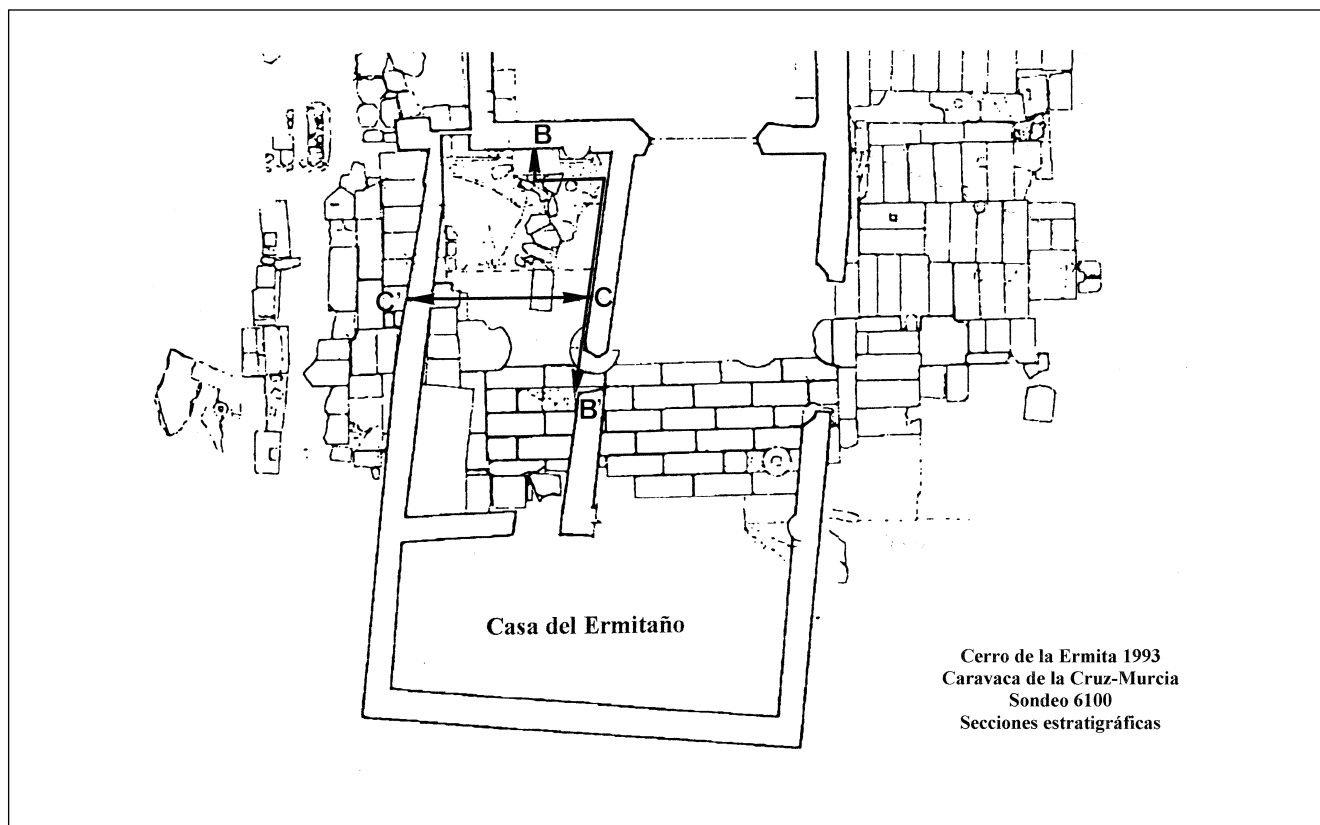 B
C'
C
B'
Casa del Ermitaño
Cerro de la Ermita 1993
Caravaca de la Cruz-Murcia
Sondeo 6100
Secciones estratigráficas